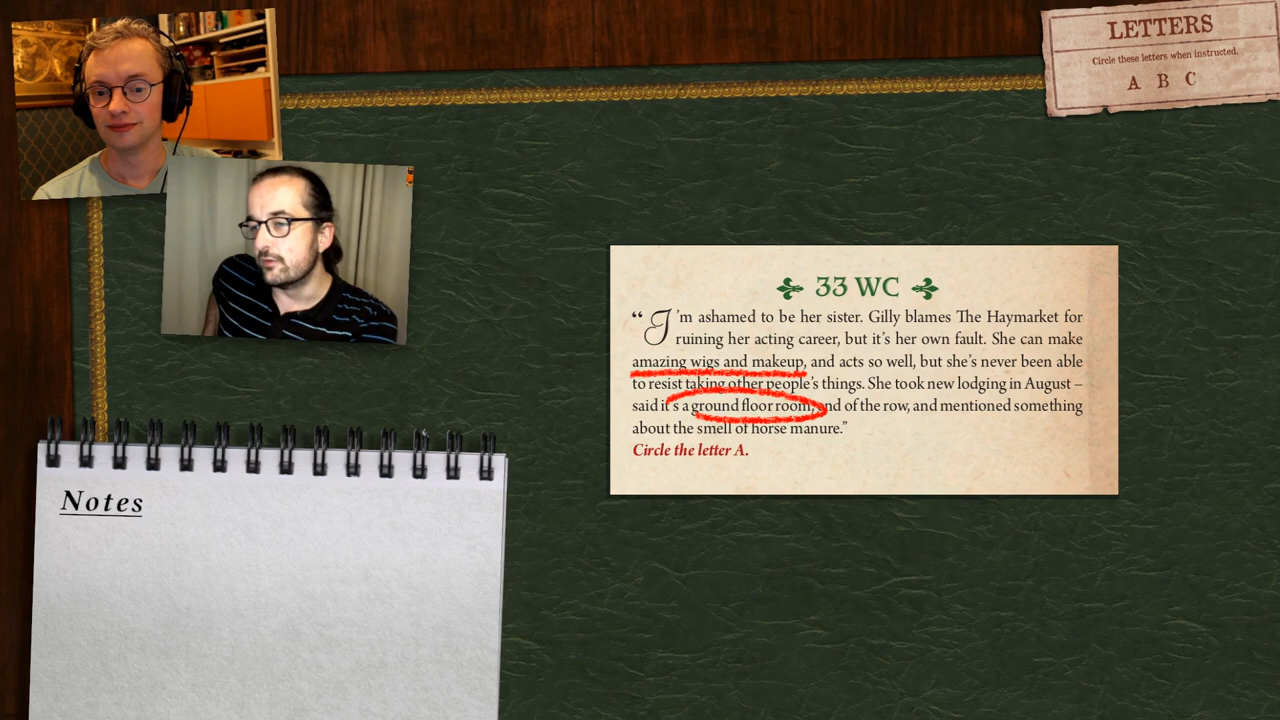 LETTERS
Circle these letters when instructed.
A B C
33 WC
“I’m ashamed to be her sister. Gilly blames The Haymarket for
ruining her acting career, but it’s her own fault. She can make
amazing wigs and makeup, and acts so well, but she’s never been able
to resist taking other people’s things. She took new lodging in August –
said it’s a ground floor room, end of the row, and mentioned something
about the smell of horse manure.”
Circle the letter A.
Notes